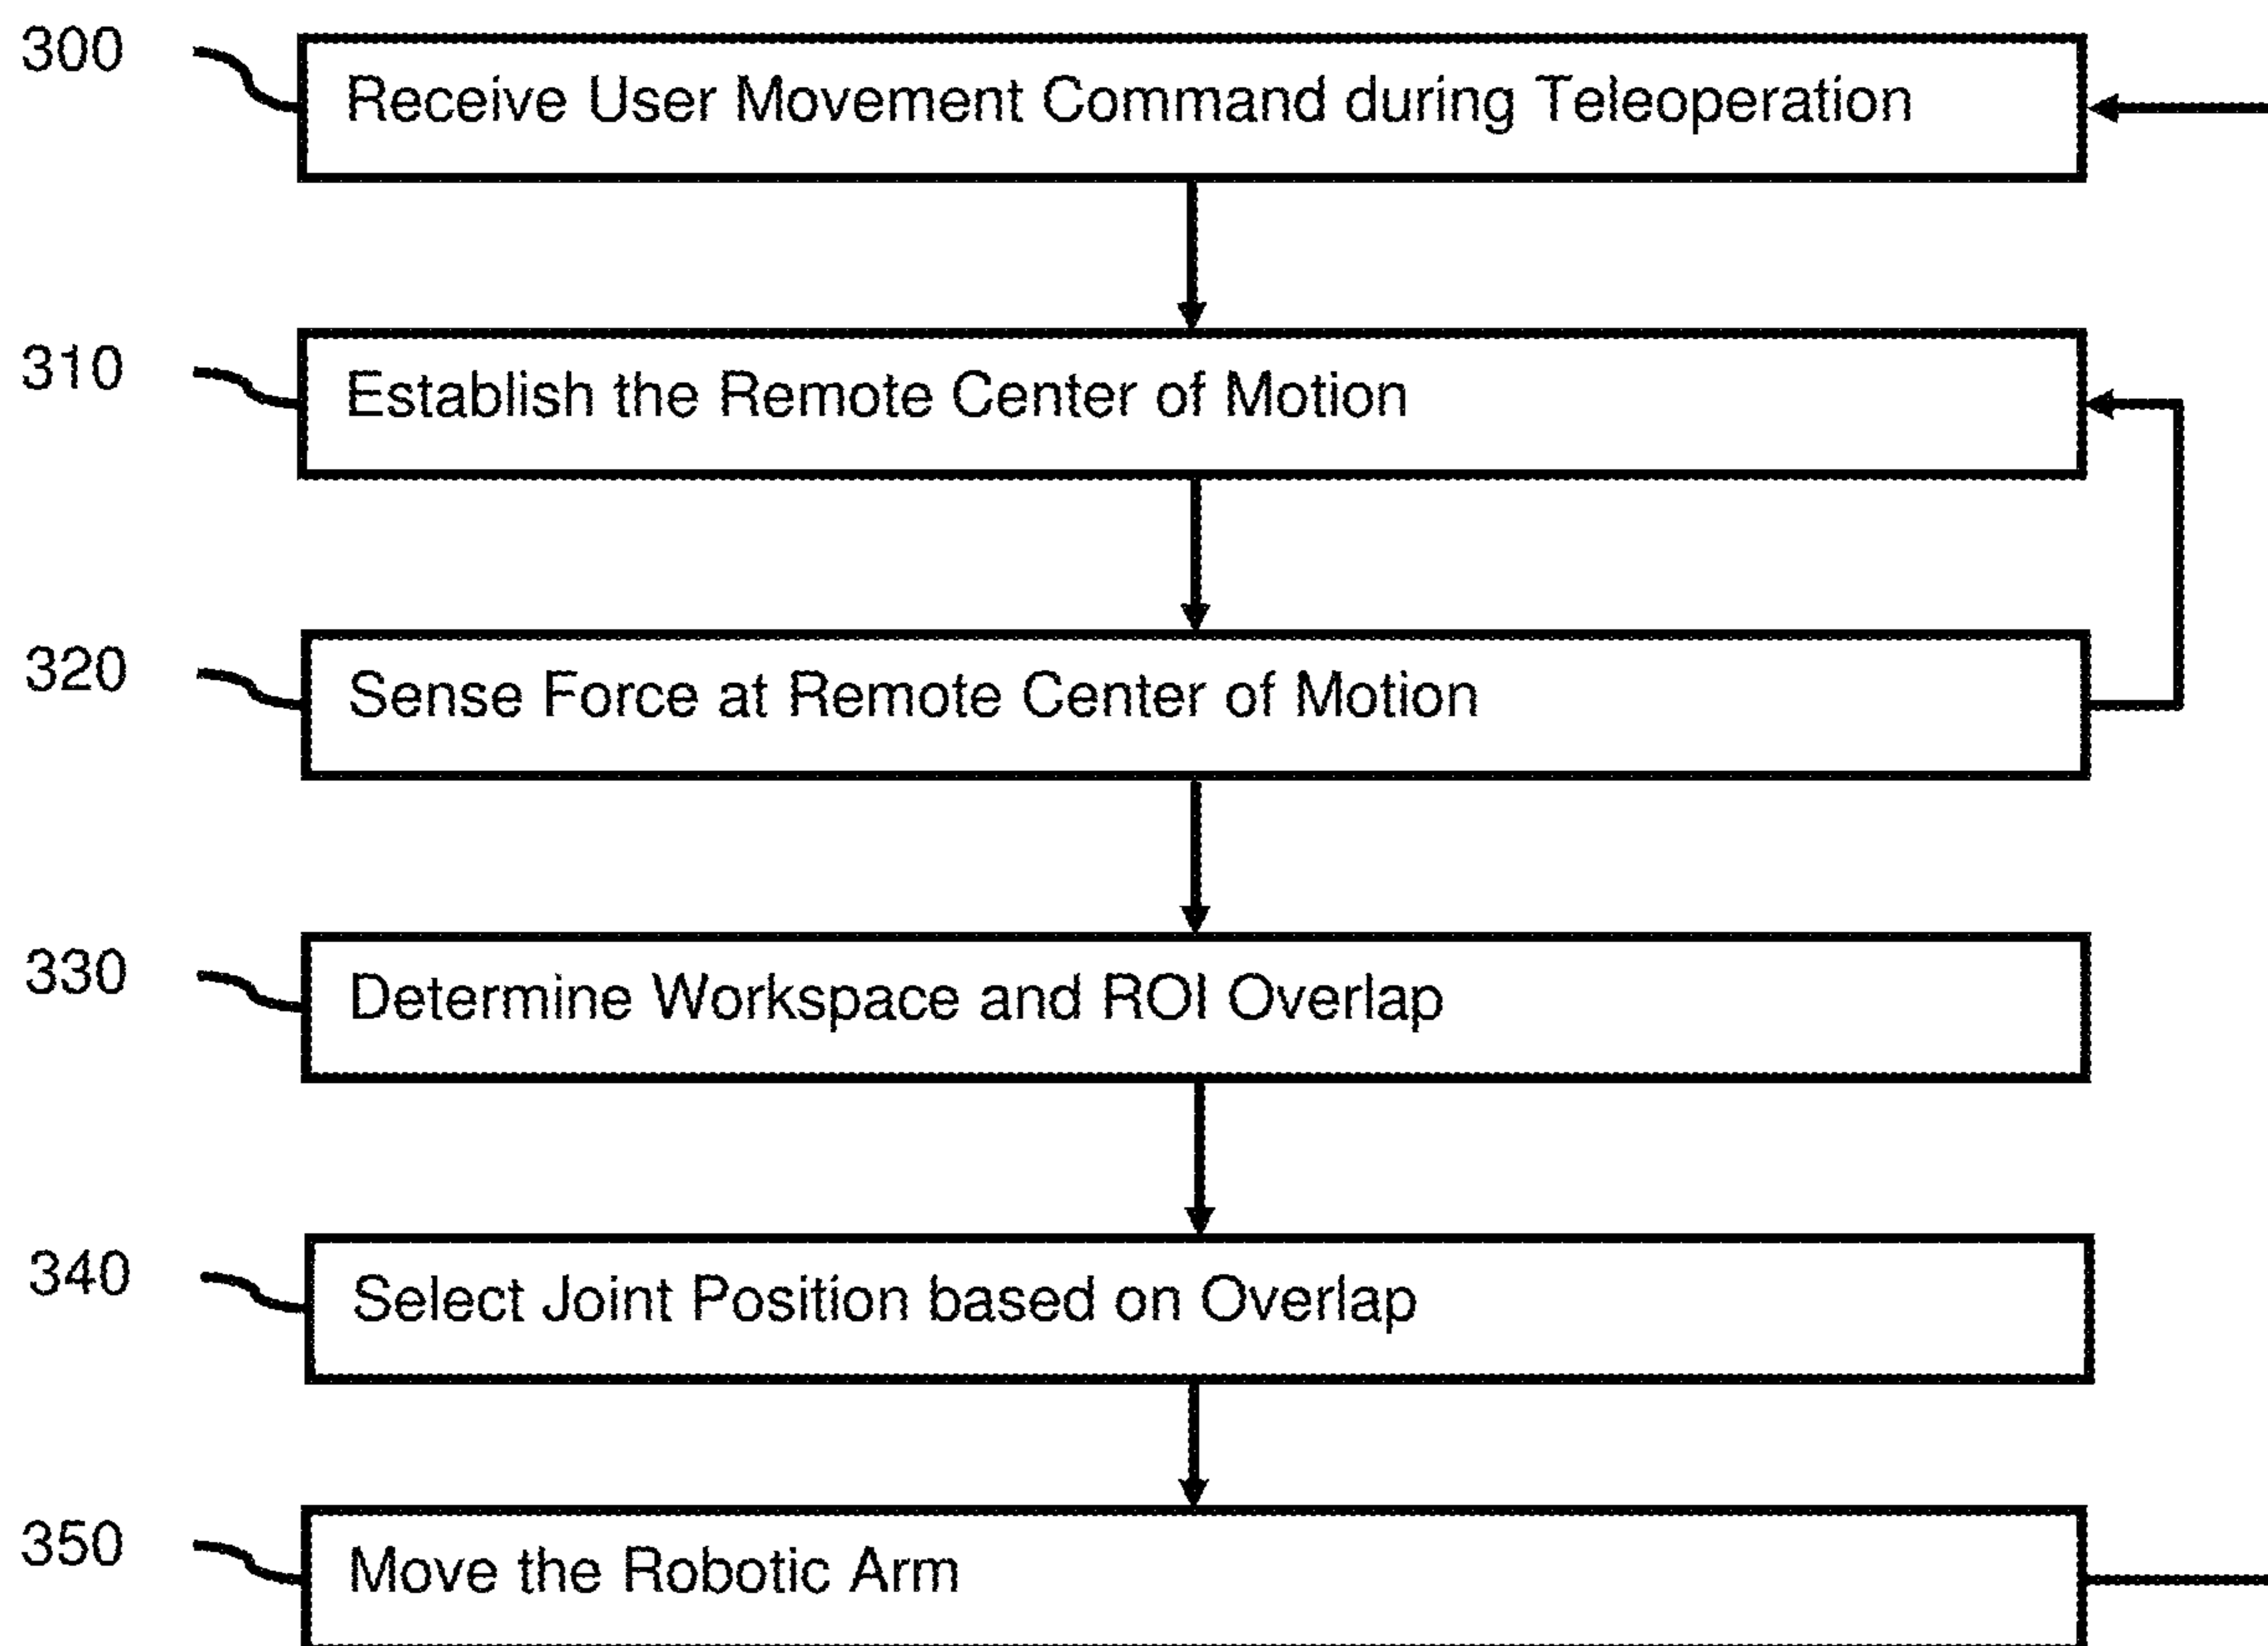 300
Receive User Movement Command during Teleoperation
310
Establish the Remote Center of Motion
320
Sense Force at Remote Center of Motion
330
Determine Workspace and ROI Overlap
340
Select Joint Position based on Overlap
350
Move the Robotic Arm